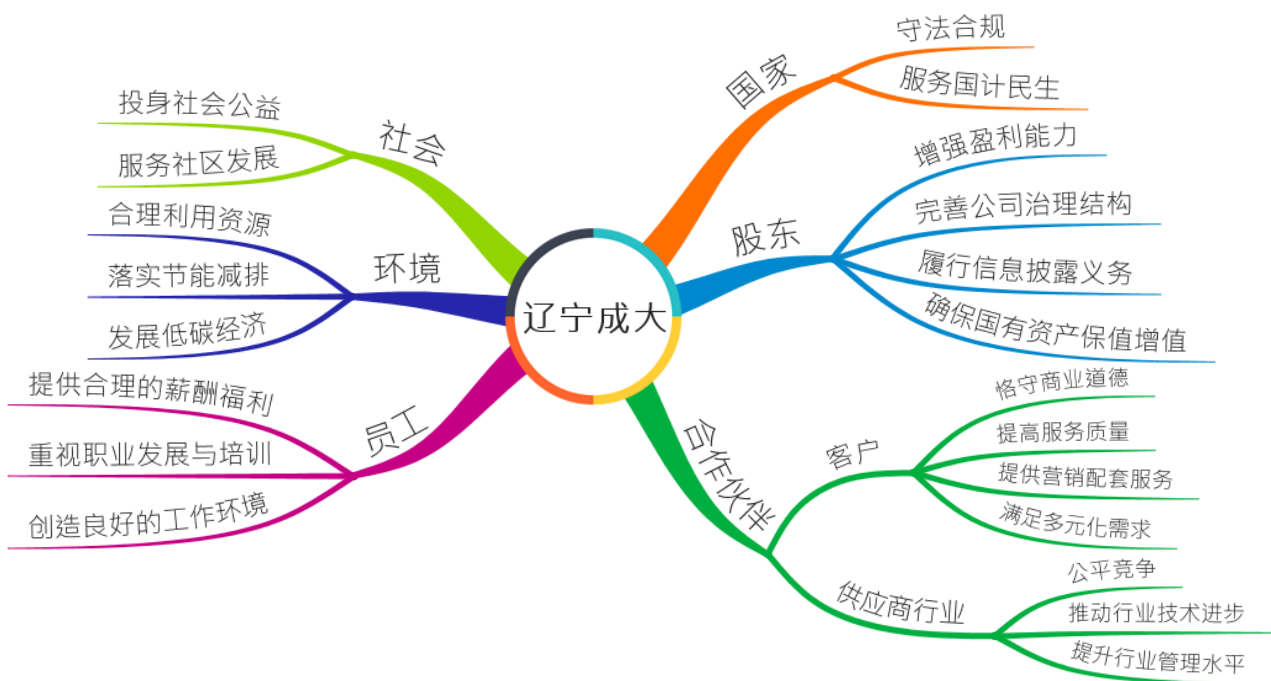 辽宁成大
国家
守法合规
服务国计民生
股东
增强盈利能力
完善公司治理结构
履行信息披露义务
确保国有资产保值增值
合作伙伴
客户
恪守商业道德
提高服务质量
提供营销配套服务
满足多元化需求
供应商行业
公平竞争
推动行业技术进步
提升行业管理水平
社会
投身社会公益
服务社区发展
环境
合理利用资源
落实节能减排
发展低碳经济
员工
提供合理的薪酬福利
重视职业发展与培训
创造良好的工作环境